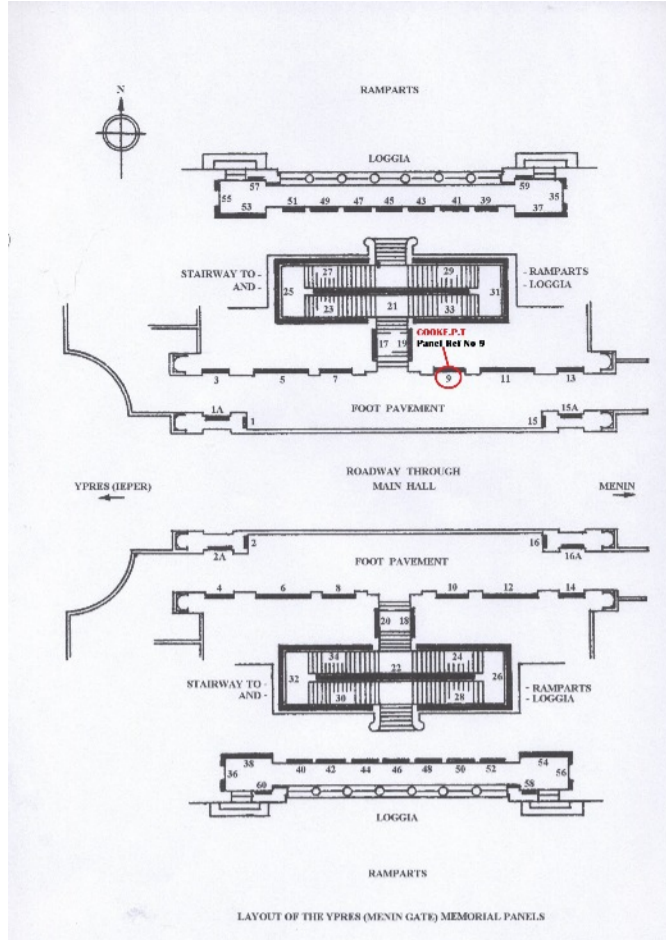 N
RAMPARTS
LOGGIA
57
59
55
53
51
49
47
45
43
41
39
37
35
STAIRWAY TO -
AND -
27
29
- RAMPARTS
- LOGGIA
25
21
31
23
33
COOKE.P.T
Panel Ref No 9
17
19
3
5
7
9
11
13
1A
FOOT PAVEMENT
15A
1
15
ROADWAY THROUGH
MAIN HALL
YPRES (IEPER)
MENIN
2
16
2A
FOOT PAVEMENT
16A
4
6
8
10
12
14
20
18
34
22
24
32
26
30
28
STAIRWAY TO -
AND -
- RAMPARTS
- LOGGIA
38
54
36
40
42
44
46
48
50
52
56
60
58
LOGGIA
RAMPARTS
LAYOUT OF THE YPRES (MENIN GATE) MEMORIAL PANELS